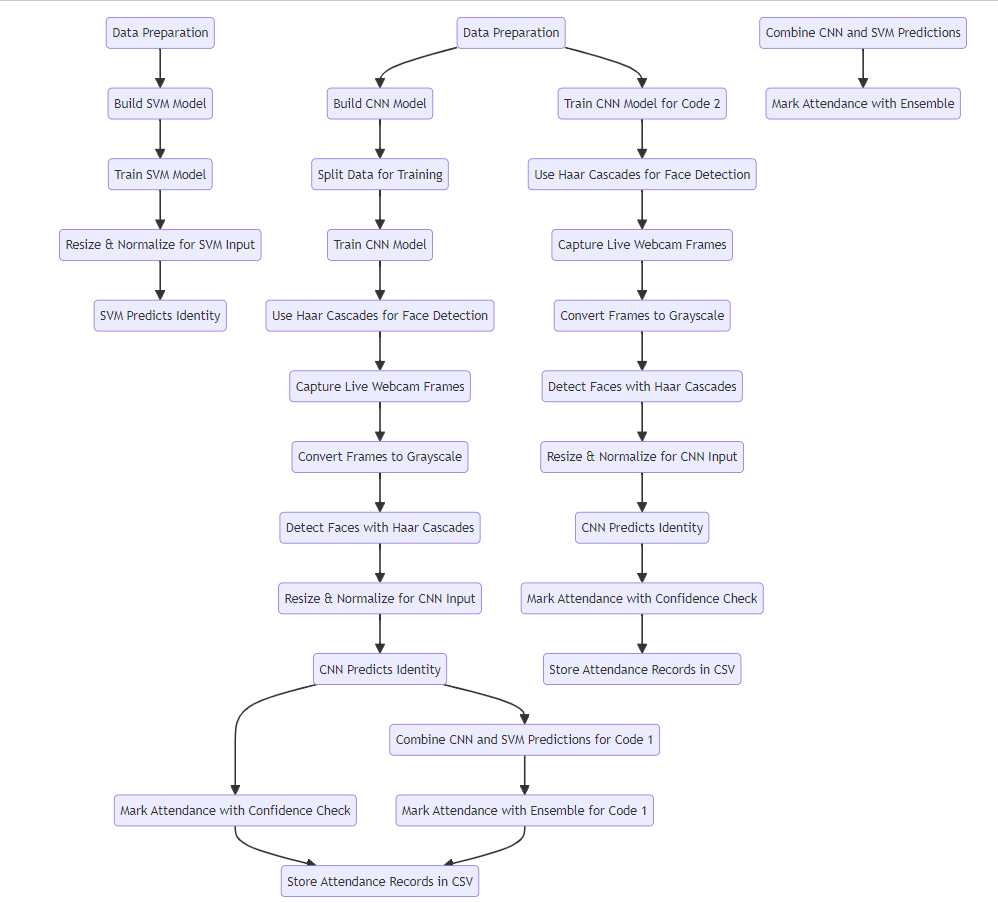 Data Preparation
Build SVM Model
Train SVM Model
Resize & Normalize for SVM Input
SVM Predicts Identity
Data Preparation
Build CNN Model
Split Data for Training
Train CNN Model
Use Haar Cascades for Face Detection
Capture Live Webcam Frames
Convert Frames to Grayscale
Detect Faces with Haar Cascades
Resize & Normalize for CNN Input
CNN Predicts Identity
Mark Attendance with Confidence Check
Combine CNN and SVM Predictions for Code 1
Mark Attendance with Ensemble for Code 1
Store Attendance Records in CSV
Train CNN Model for Code 2
Use Haar Cascades for Face Detection
Capture Live Webcam Frames
Convert Frames to Grayscale
Detect Faces with Haar Cascades
Resize & Normalize for CNN Input
CNN Predicts Identity
Mark Attendance with Confidence Check
Store Attendance Records in CSV
Combine CNN and SVM Predictions
Mark Attendance with Ensemble